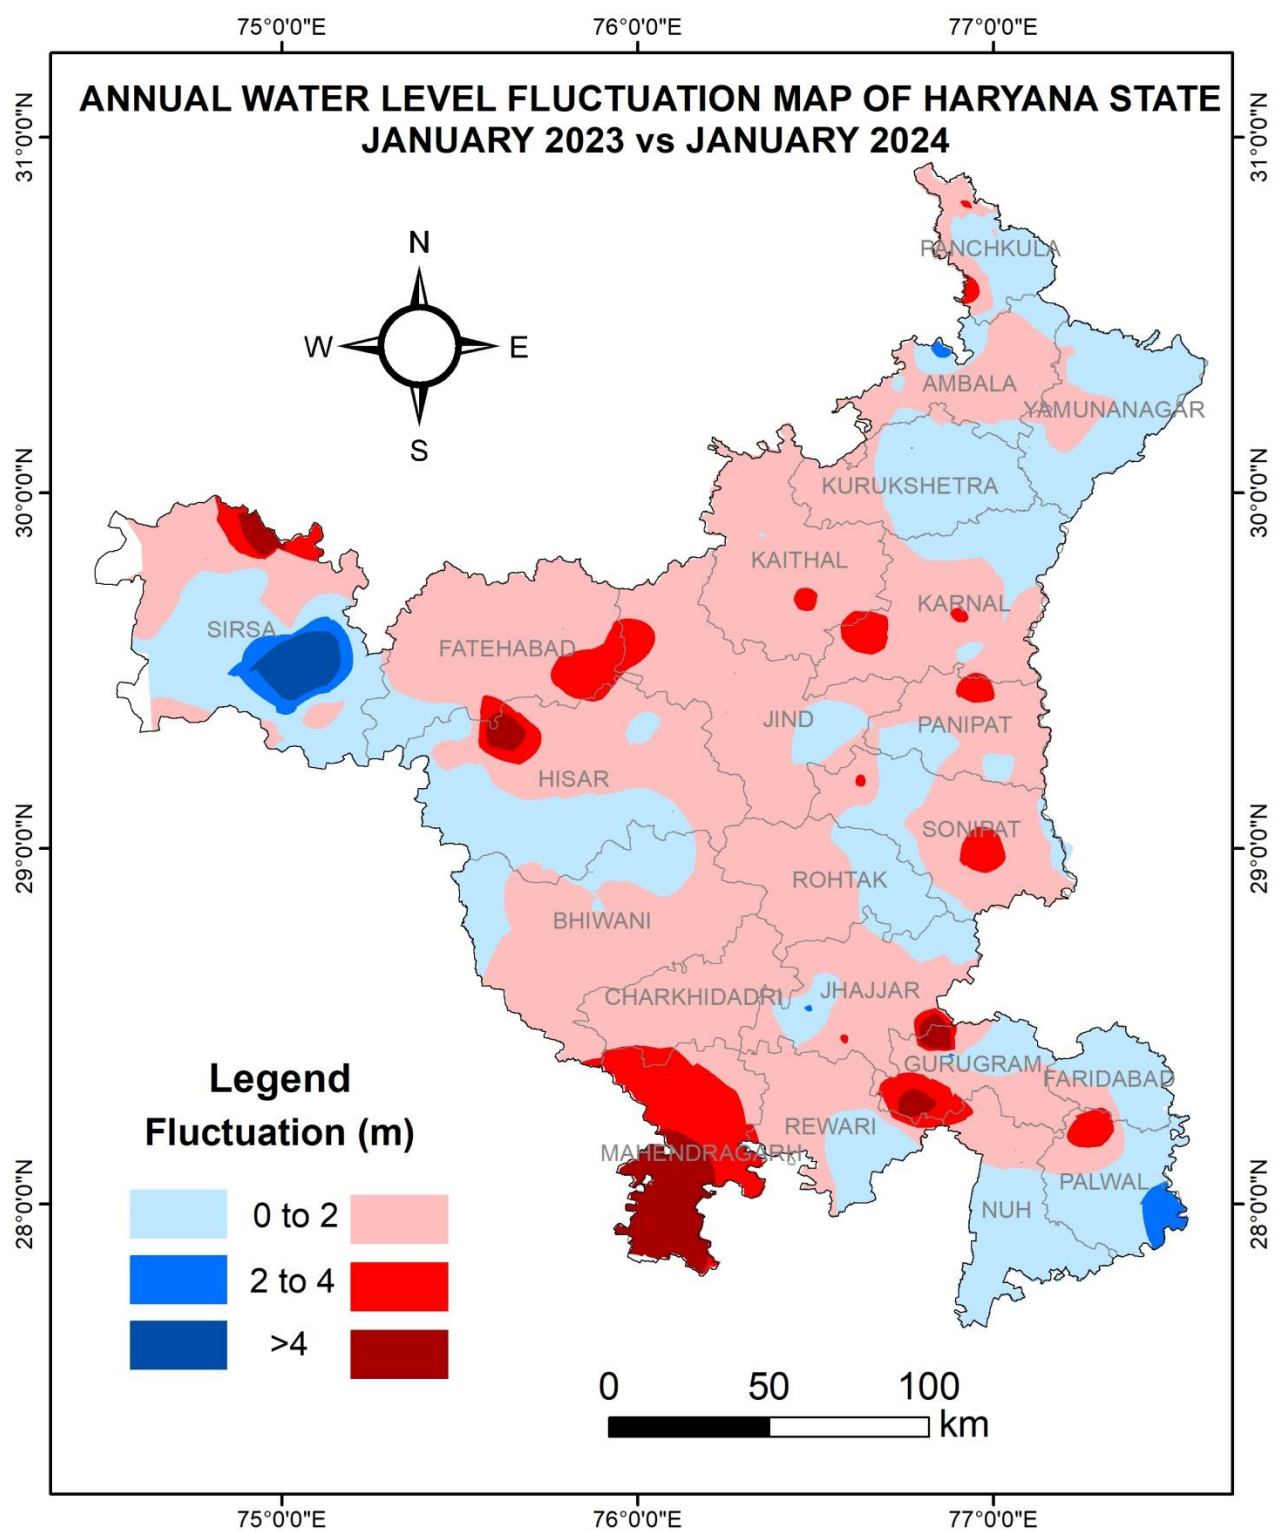 75°0'0"E 76°0'0"E 77°0'0"E
ANNUAL WATER LEVEL FLUCTUATION MAP OF HARYANA STATE
JANUARY 2023 vs JANUARY 2024
31°0'0"N 31°0'0"N
N
W E
S
PANCHKULA
AMBALA
YAMUNANAGAR
30°0'0"N 30°0'0"N
KURUKSHETRA
KAITHAL
KARNAL
SIRSA
FATEHABAD
JIND
PANIPAT
HISAR
SONIPAT
29°0'0"N 29°0'0"N
ROHTAK
BHIWANI
JHAJJAR
CHARKHIDADRI
GURUGRAM
FARIDABAD
REWARI
MAHENDRAGARH
PALWAL
NUH
28°0'0"N 28°0'0"N
Legend
Fluctuation (m)
0 to 2
2 to 4
>4
0 50 100
km
75°0'0"E 76°0'0"E 77°0'0"E